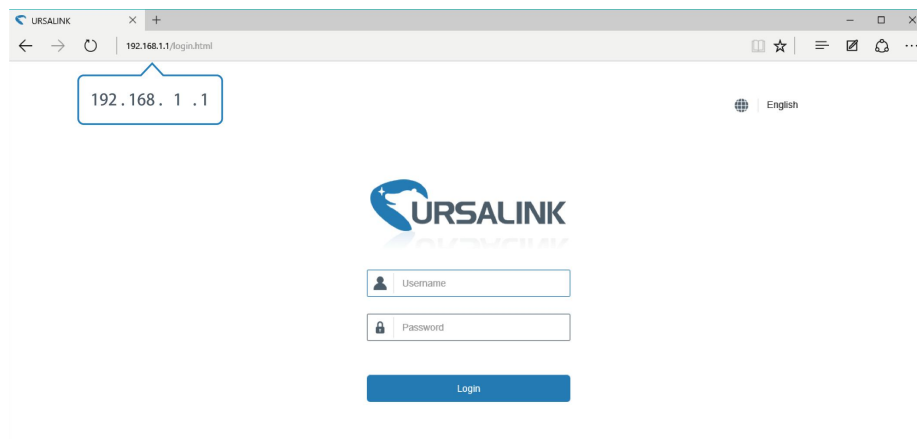 URSALINK
192.168.1.1/login.html
192.168. 1 .1
English
URSALINK
Username
Password
Login